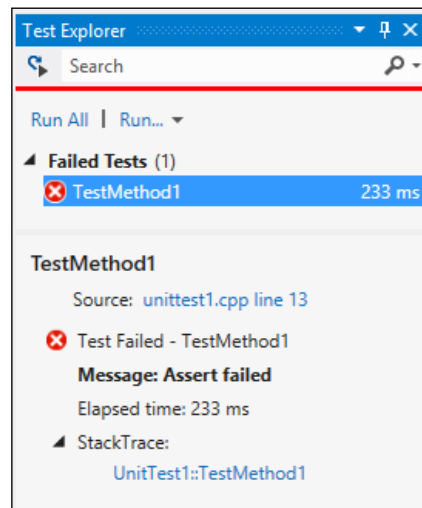 Test Explorer
Search
Run All | Run...
Failed Tests (1)
TestMethod1 233 ms
TestMethod1
Source: unittest1.cpp line 13
Test Failed - TestMethod1
Message: Assert failed
Elapsed time: 233 ms
StackTrace:
UnitTest1::TestMethod1